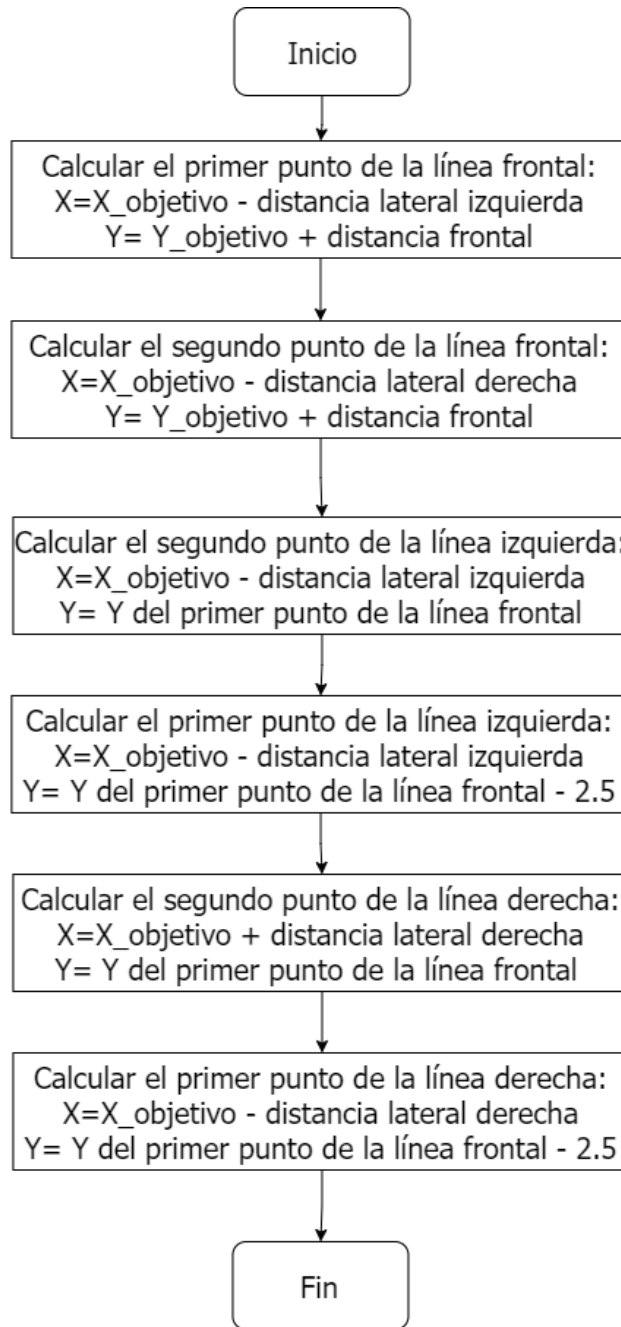 Inicio
Calcular el primer punto de la línea frontal:
X=X_objetivo - distancia lateral izquierda
Y= Y_objetivo + distancia frontal
Calcular el segundo punto de la línea frontal:
X=X_objetivo - distancia lateral derecha
Y= Y_objetivo + distancia frontal
Calcular el segundo punto de la línea izquierda:
X=X_objetivo - distancia lateral izquierda
Y= Y del primer punto de la línea frontal
Calcular el primer punto de la línea izquierda:
X=X_objetivo - distancia lateral izquierda
Y= Y del primer punto de la línea frontal - 2.5
Calcular el segundo punto de la línea derecha:
X=X_objetivo + distancia lateral derecha
Y= Y del primer punto de la línea frontal
Calcular el primer punto de la línea derecha:
X=X_objetivo - distancia lateral derecha
Y= Y del primer punto de la línea frontal - 2.5
Fin